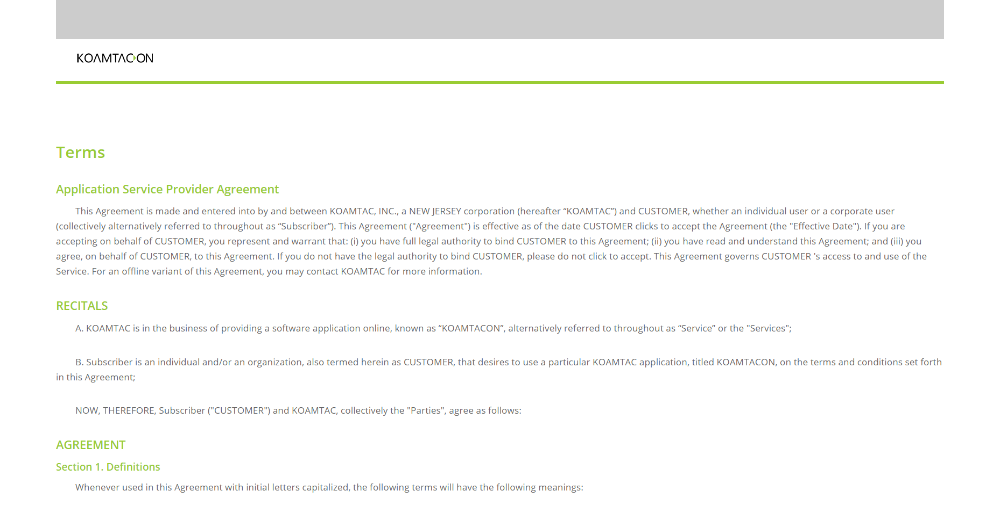 KOAMTACON
Terms
Application Service Provider Agreement
This Agreement is made and entered into by and between KOAMTAC, INC., a NEW JERSEY corporation (hereafter “KOAMTAC”) and CUSTOMER, whether an individual user or a corporate user
(collectively alternatively referred to throughout as “Subscriber”). This Agreement ("Agreement") is effective as of the date CUSTOMER clicks to accept the Agreement (the "Effective Date"). If you are
accepting on behalf of CUSTOMER, you represent and warrant that: (i) you have full legal authority to bind CUSTOMER to this Agreement; (ii) you have read and understand this Agreement; and (iii) you
agree, on behalf of CUSTOMER, to this Agreement. If you do not have the legal authority to bind CUSTOMER, please do not click to accept. This Agreement governs CUSTOMER 's access to and use of the
Service. For an offline variant of this Agreement, you may contact KOAMTAC for more information.
RECITALS
A. KOAMTAC is in the business of providing a software application online, known as “KOAMTACON”, alternatively referred to throughout as “Service” or the "Services";
B. Subscriber is an individual and/or an organization, also termed herein as CUSTOMER, that desires to use a particular KOAMTAC application, titled KOAMTACON, on the terms and conditions set forth
in this Agreement;
NOW, THEREFORE, Subscriber ("CUSTOMER") and KOAMTAC, collectively the "Parties", agree as follows:
AGREEMENT
Section 1. Definitions
Whenever used in this Agreement with initial letters capitalized, the following terms will have the following meanings: